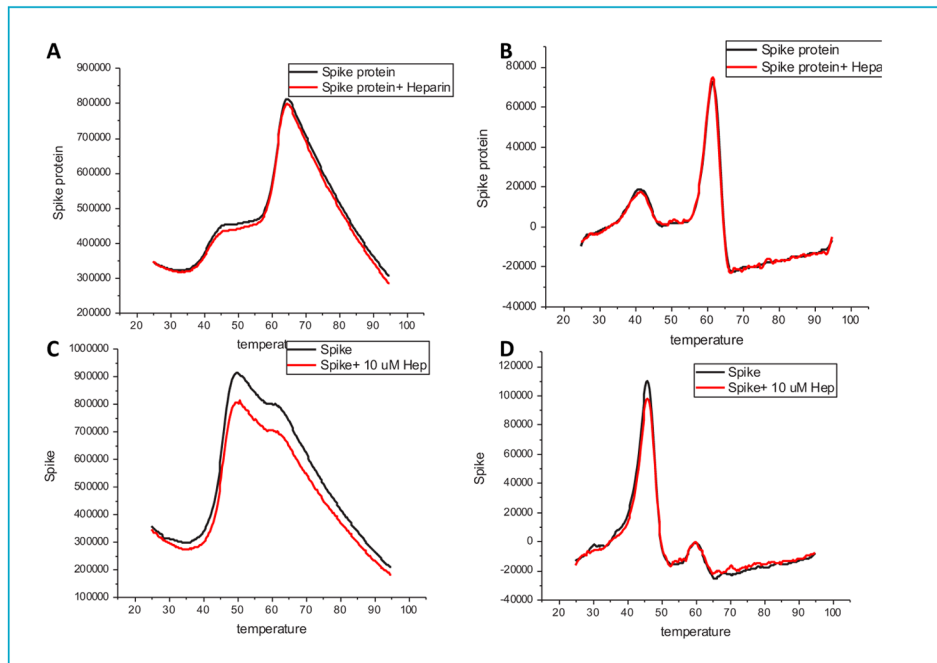 A
Spike protein
Spike protein+ Heparin
Spike protein
900000
800000
700000
600000
500000
400000
300000
200000
20 30 40 50 60 70 80 90 100
temperat
B
Spike protein
Spike protein+ Hepa
Spike protein
80000
60000
40000
20000
0
-20000
-40000
20 30 40 50 60 70 80 90 100
temperature
C
Spike
Spike+ 10 uM Hep
Spike
1000000
900000
800000
700000
600000
500000
400000
300000
200000
100000
20 30 40 50 60 70 80 90 100
temperature
D
Spike
Spike+ 10 uM Hep
Spike
120000
100000
80000
60000
40000
20000
0
-20000
-40000
20 30 40 50 60 70 80 90 100
temperature